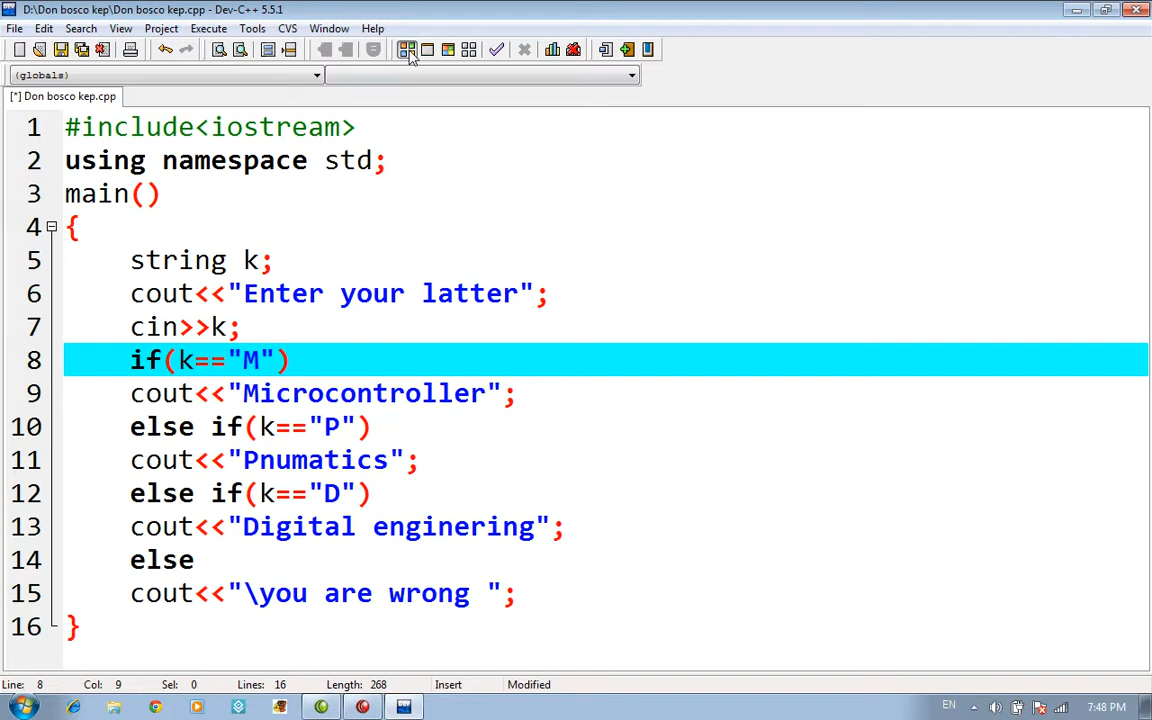 D:\Don bosco kep\Don bosco kep.cpp - Dev-C++ 5.5.1
File Edit Search View Project Execute Tools CVS Window Help
(globals)
[*] Don bosco kep.cpp
1 #include<iostream>
2 using namespace std;
3 main()
4 {
5 string k;
6 cout<<"Enter your latter";
7 cin>>k;
8 if(k=="M")
9 cout<<"Microcontroller";
10 else if(k=="P")
11 cout<<"Pnumatics";
12 else if(k=="D")
13 cout<<"Digital enginering";
14 else
15 cout<<"\you are wrong ";
16 }
Line: 8 Col: 9 Sel: 0 Lines: 16 Length: 268 Insert Modified
EN 7:48 PM